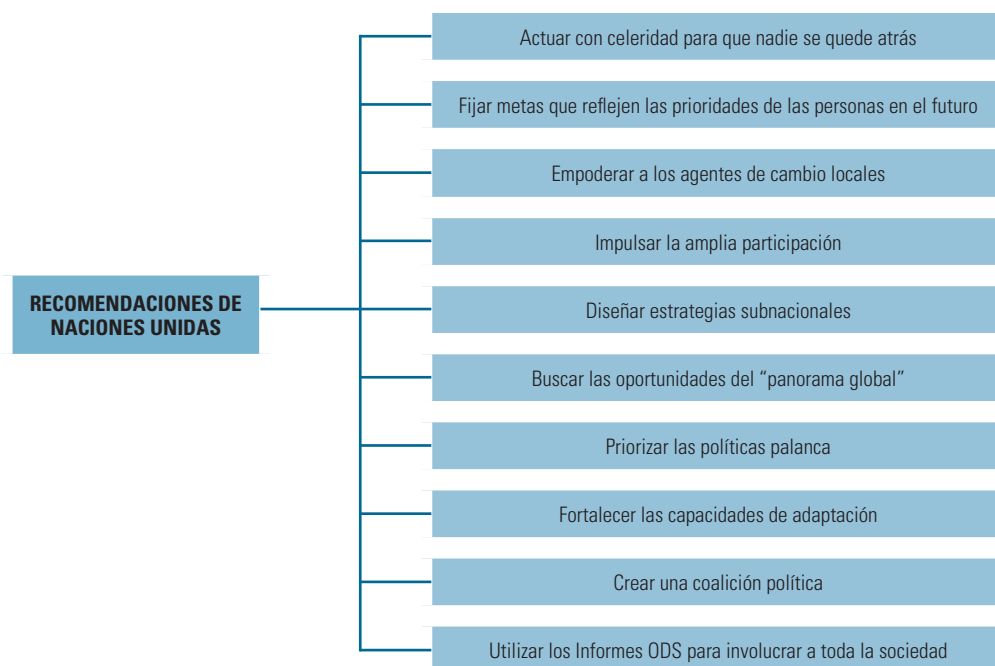 RECOMENDACIONES DE
NACIONES UNIDAS
Actuar con celeridad para que nadie se quede atrás
Fijar metas que reflejen las prioridades de las personas en el futuro
Empoderar a los agentes de cambio locales
Impulsar la amplia participación
Diseñar estrategias subnacionales
Buscar las oportunidades del “panorama global”
Priorizar las políticas palanca
Fortalecer las capacidades de adaptación
Crear una coalición política
Utilizar los Informes ODS para involucrar a toda la sociedad